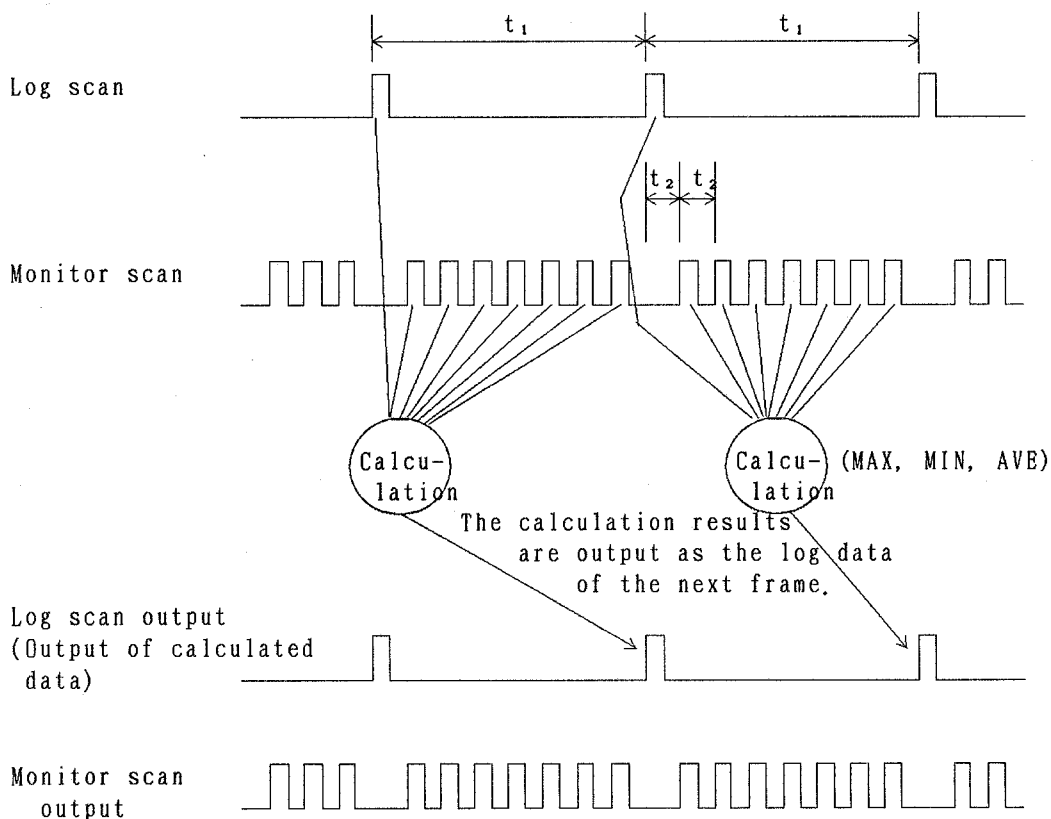 t₁ t₁
Log scan
t₂ t₂
Monitor scan
Calcu-
lation
Calcu-
lation
(MAX, MIN, AVE)
The calculation results
are output as the log data
of the next frame.
Log scan output
(Output of calculated
data)
Monitor scan
output